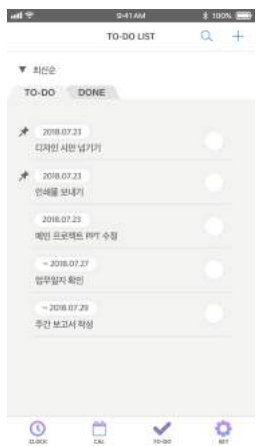 9:41 AM 100%
TO-DO LIST
▼ 최신순
TO-DO DONE
2018.07.23
디자인 시안 넘기기
2018.07.23
인쇄물 보내기
2018.07.23
메인 프로젝트 PPT 수정
~ 2018.07.27
업무일지 확인
~ 2018.07.29
주간 보고서 작성
CLOCK CAL TO-DO SET